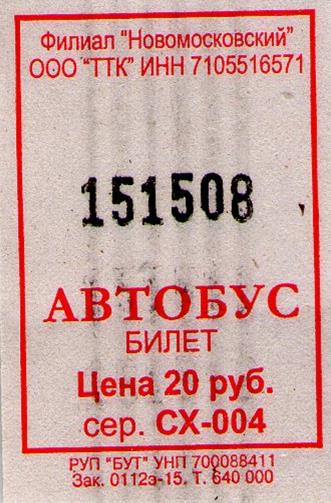 Филиал "Новомосковский"
ООО "ТТК" ИНН 7105516571
151508
АВТОБУС
БИЛЕТ
Цена 20 руб.
сер. СХ-004
РУП "БУТ" УНП 700088411
Зак. 0112э-15. Т. 640 000